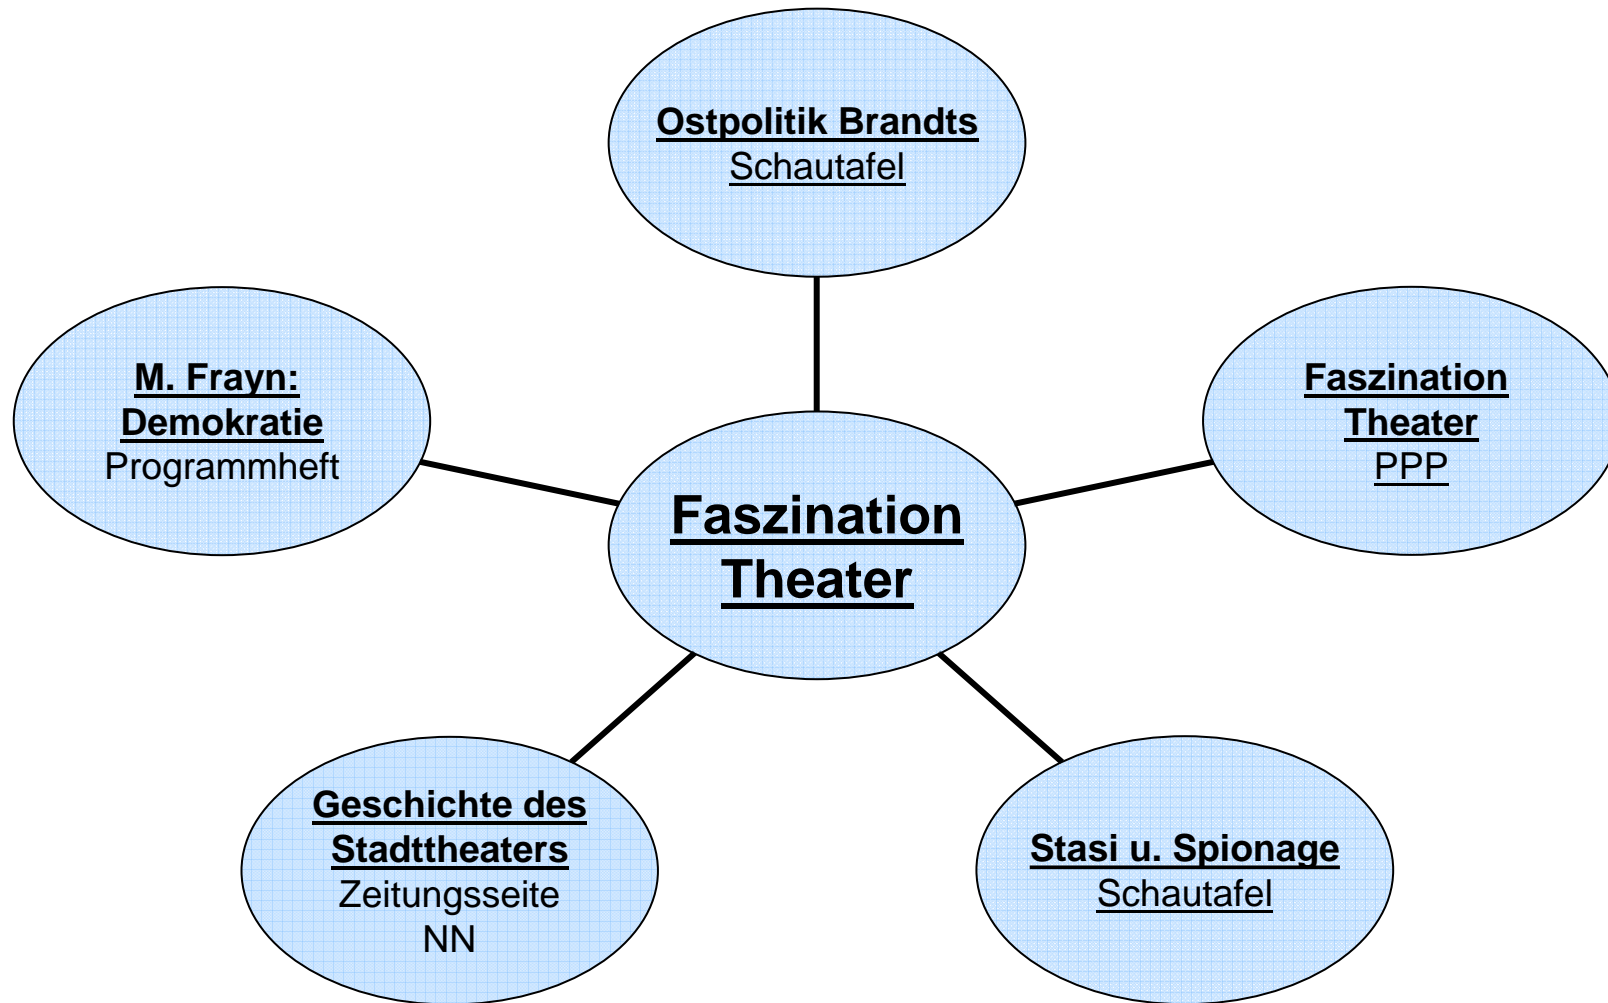 Ostpolitik Brandts
Schautafel
M. Frayn:
Demokratie
Programmheft
Faszination
Theater
PPP
Faszination
Theater
Geschichte des
Stadttheaters
Zeitungsseite
NN
Stasi u. Spionage
Schautafel